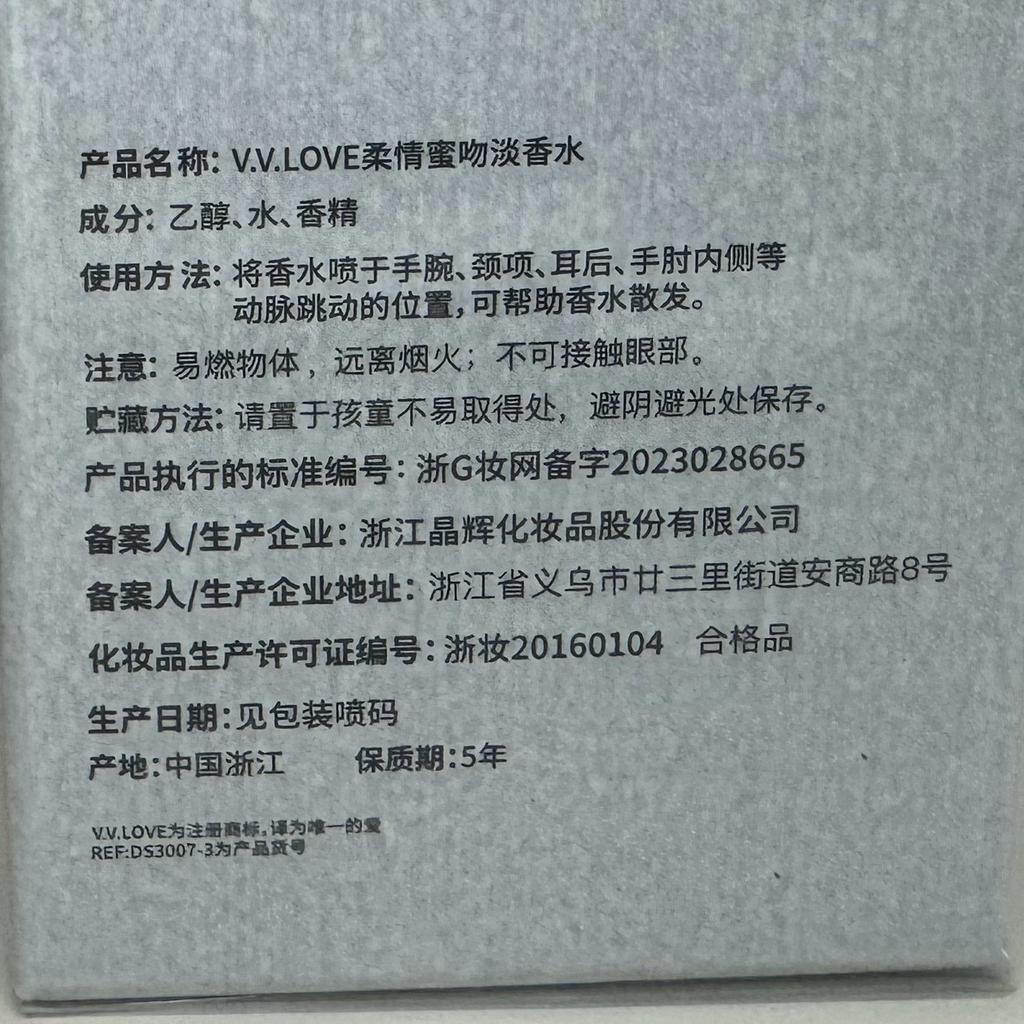 产品名称：V.V.LOVE柔情蜜吻淡香水
成分：乙醇、水、香精
使用方法：将香水喷于手腕、颈项、耳后、手肘内侧等
动脉跳动的位置，可帮助香水散发。
注意：易燃物体，远离烟火；不可接触眼部。
贮藏方法：请置于孩童不易取得处，避阴避光处保存。
产品执行的标准编号：浙G妆网备字2023028665
备案人/生产企业：浙江晶辉化妆品股份有限公司
备案人/生产企业地址：浙江省义乌市廿三里街道安商路8号
化妆品生产许可证编号：浙妆20160104 合格品
生产日期：见包装喷码
产地：中国浙江 保质期：5年
V.V.LOVE为注册商标，译为唯一的爱
REF:DS3007-3为产品货号